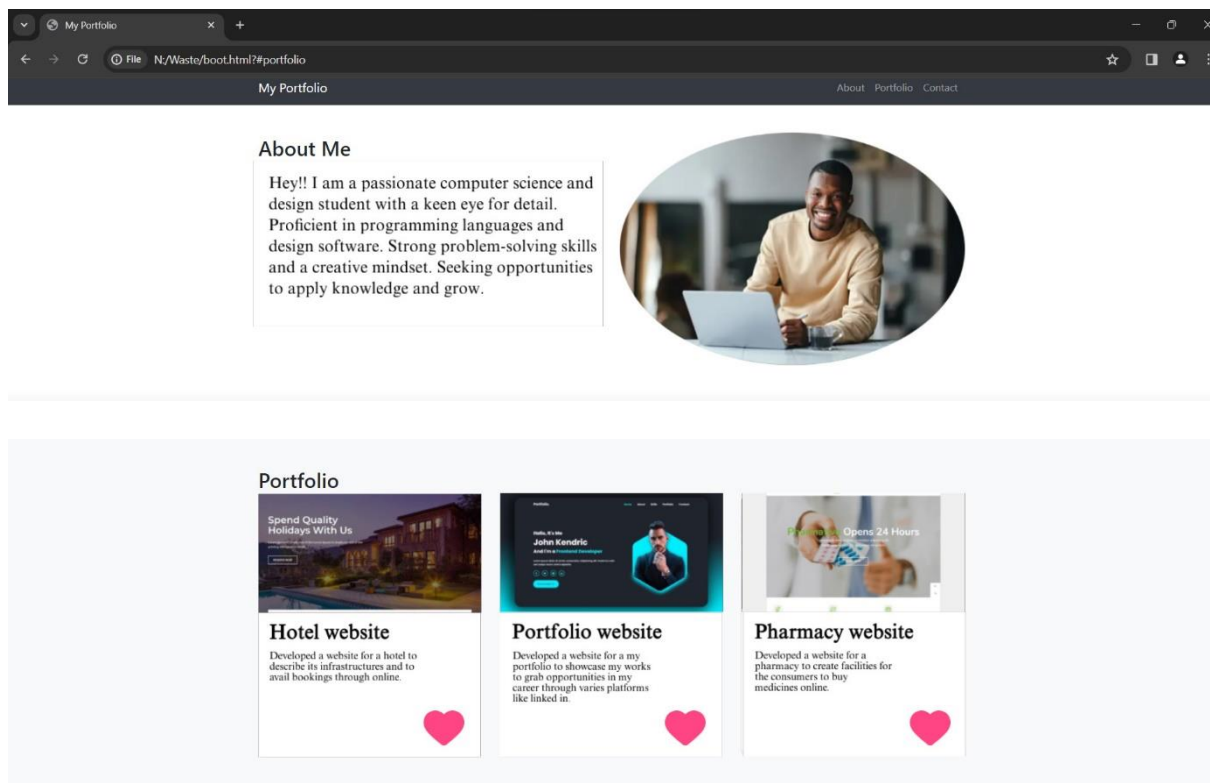 My Portfolio
File N:/Waste/boot.html?#portfolio
My Portfolio
About Portfolio Contact
About Me
Hey!! I am a passionate computer science and
design student with a keen eye for detail.
Proficient in programming languages and
design software. Strong problem-solving skills
and a creative mindset. Seeking opportunities
to apply knowledge and grow.
Portfolio
Spend Quality
Holidays With Us
Hotel website
Developed a website for a hotel to
describe its infrastructures and to
avail bookings through online.
Portfolio
Hello, It's Me
John Kendric
And I'm a Frontend Developer
Portfolio website
Developed a website for a my
portfolio to showcase my works
to grab opportunities in my
career through varies platforms
like linked in.
Opens 24 Hours
Pharmacy website
Developed a website for a
pharmacy to create facilities for
the consumers to buy
medicines online.